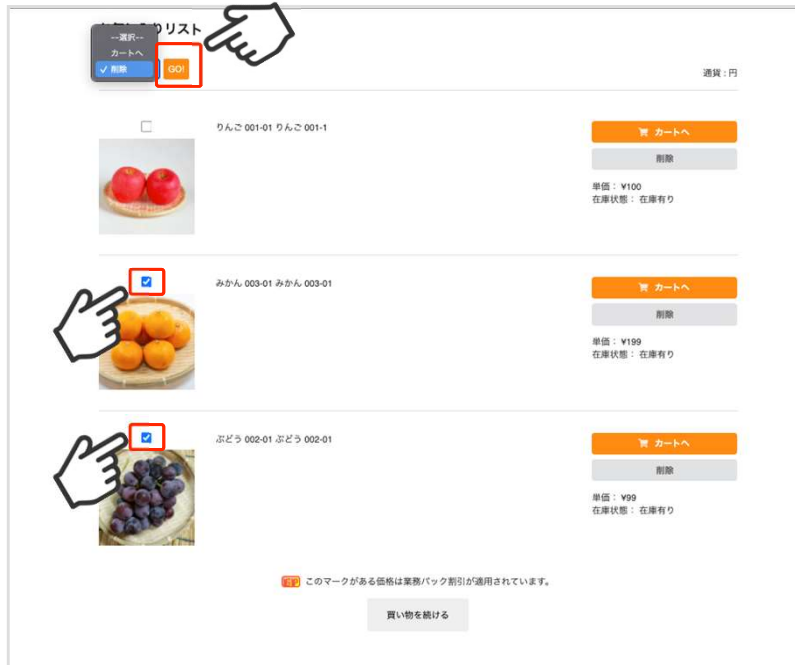 りリスト
--選択--
カートへ
✓ 削除
GO!
通貨 : 円
りんご 001-01 りんご 001-1
カートへ
削除
単価： ¥100
在庫状態： 在庫有り
みかん 003-01 みかん 003-01
カートへ
削除
単価： ¥199
在庫状態： 在庫有り
ぶどう 002-01 ぶどう 002-01
カートへ
削除
単価： ¥99
在庫状態： 在庫有り
このマークがある価格は業務パック割引が適用されています。
買い物を続ける